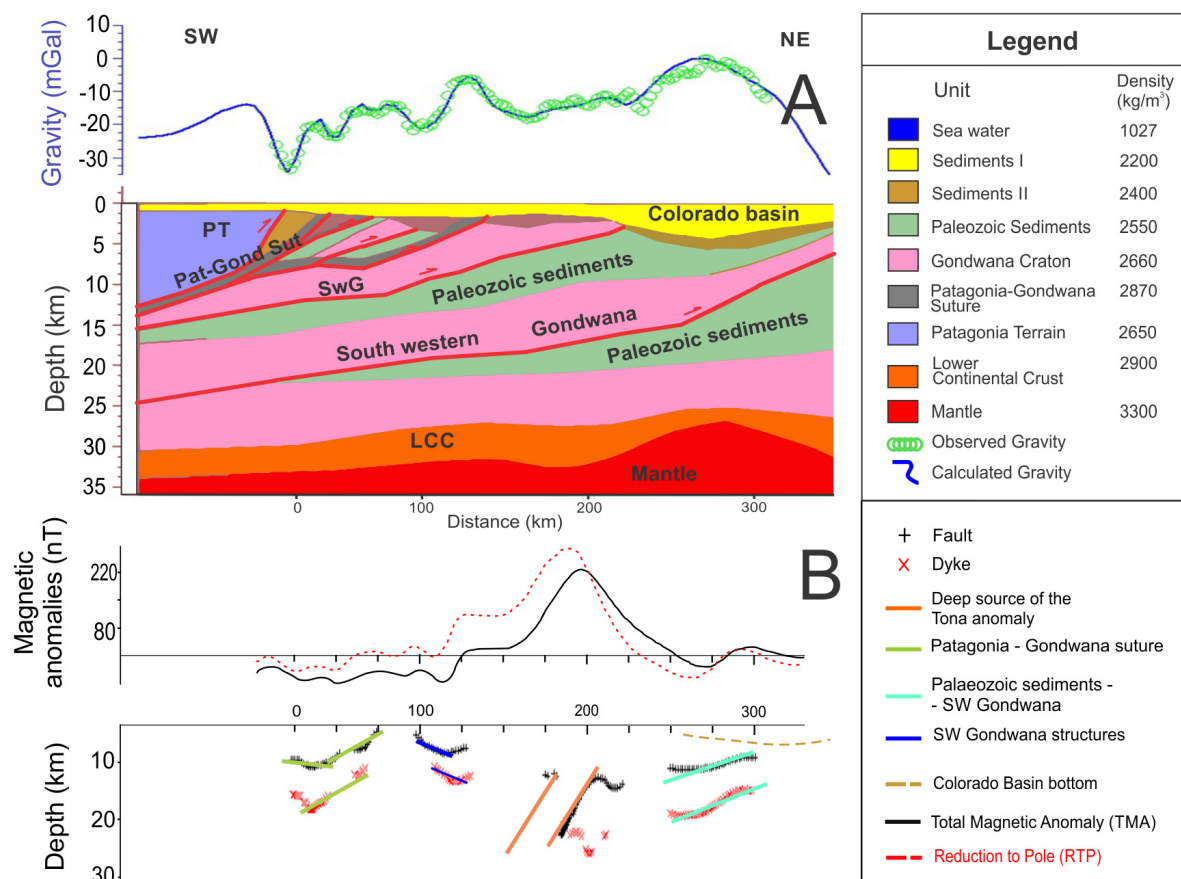 SW
NE
A
Gravity (mGal)
10
0
-10
-20
-30
Depth (km)
0
5
10
15
20
25
30
35
PT
Pat-Gond Sut
SwG
Colorado basin
Paleozoic sediments
South western
Gondwana
Paleozoic sediments
LCC
Mantle
0
100
200
300
Distance (km)
B
Magnetic
anomalies (nT)
220
80
0
100
200
300
Depth (km)
10
20
30
Legend
Unit
Density
(kg/m³)
Sea water 1027
Sediments I 2200
Sediments II 2400
Paleozoic Sediments 2550
Gondwana Craton 2660
Patagonia-Gondwana 2870
Suture
Patagonia Terrain 2650
Lower 2900
Continental Crust
Mantle 3300
Observed Gravity
Calculated Gravity
Fault
Dyke
Deep source of the
Tona anomaly
Patagonia - Gondwana suture
Palaeozoic sediments -
- SW Gondwana
SW Gondwana structures
Colorado Basin bottom
Total Magnetic Anomaly (TMA)
Reduction to Pole (RTP)